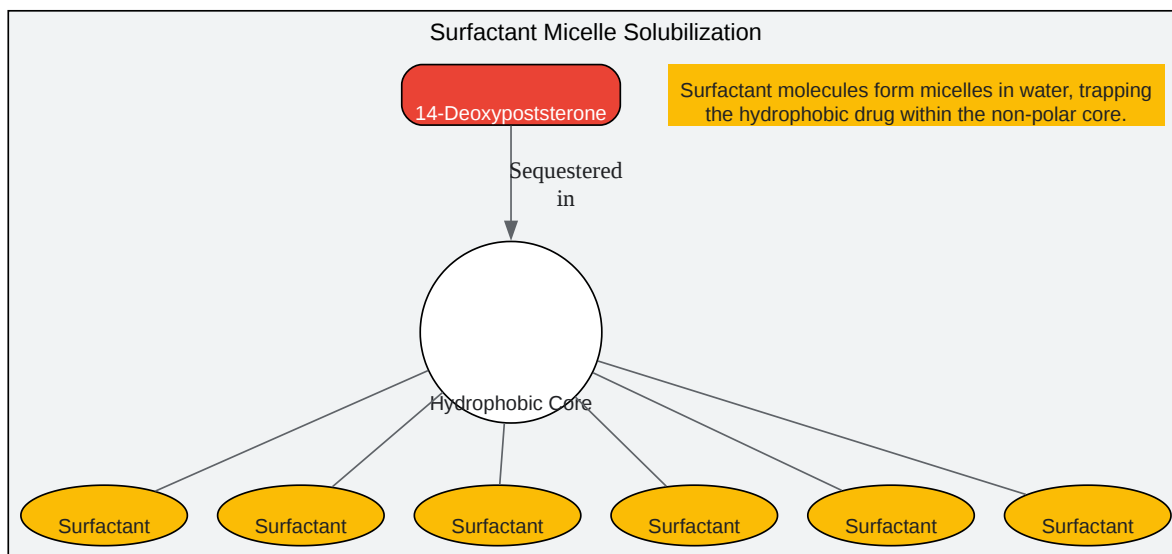 Surfactant Micelle Solubilization
14-Deoxypoststerone
Surfactant molecules form micelles in water, trapping
the hydrophobic drug within the non-polar core.
Sequestered
in
Hydrophobic Core
Surfactant
Surfactant
Surfactant
Surfactant
Surfactant
Surfactant